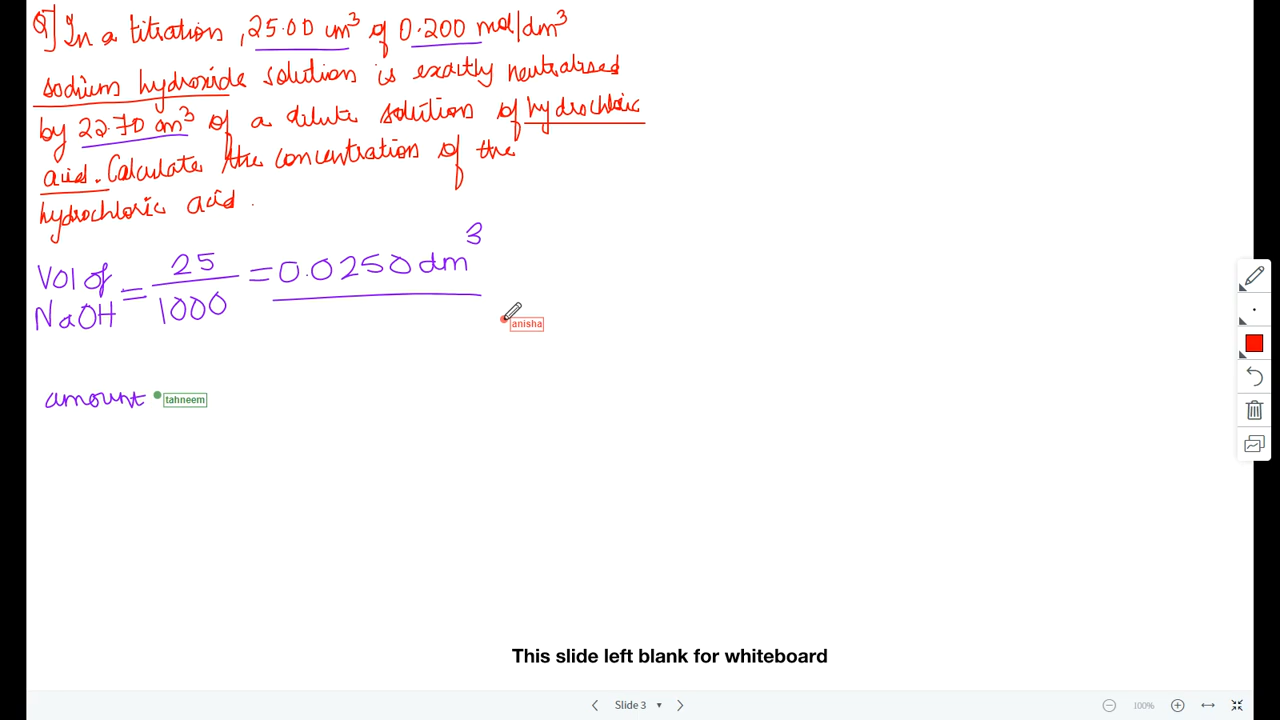 Q] In a titration, 25.00 cm³ of 0.200 mol/dm³
sodium hydroxide solution is exactly neutralised
by 22.70 cm³ of a dilute solution of hydrochloric
acid. Calculate the concentration of the
hydrochloric acid.
Vol of NaOH = 25/1000 = 0.0250 dm³
anisha
amount
tahneem
This slide left blank for whiteboard
Slide 3
100%